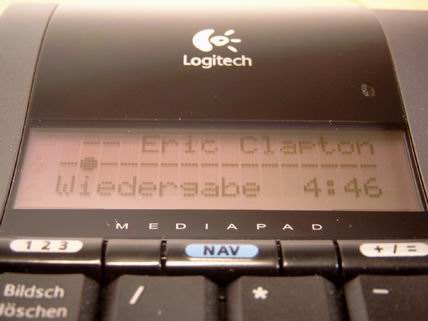 Logitech
-- Eric Clapton
Wiedergabe 4:46
MEDIAPAD
1 2 3
NAV
+ / =
Bildsch
löschen
/
*
-